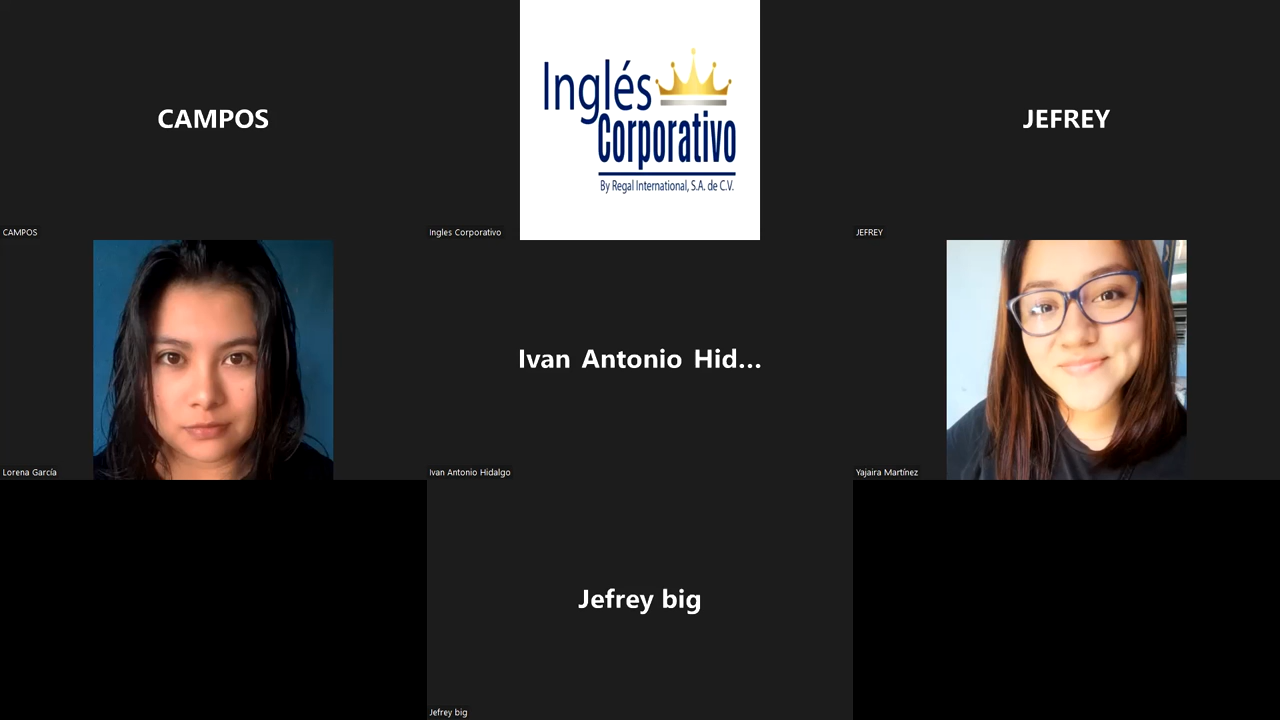 CAMPOS
CAMPOS
Inglés
Corporativo
By Regal International, S.A. de C.V.
Ingles Corporativo
JEFREY
JEFREY
Lorena García
Ivan Antonio Hid...
Ivan Antonio Hidalgo
Yajaira Martínez
Jefrey big
Jefrey big